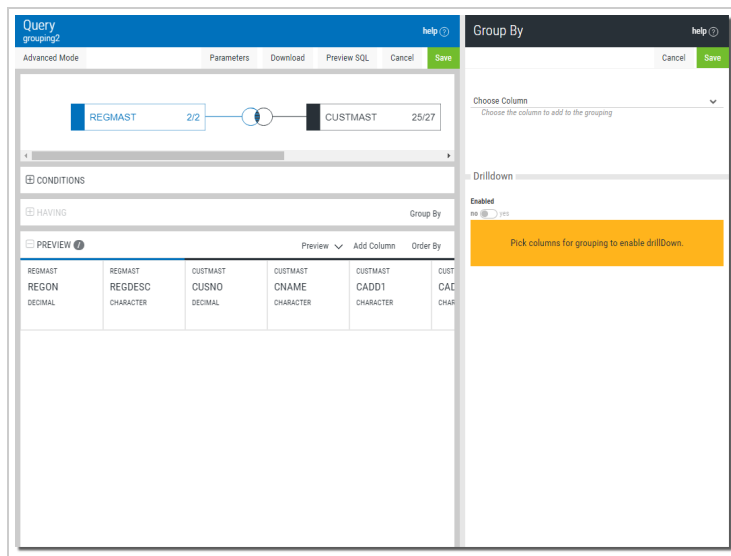 Query
grouping2
help ?
Advanced Mode Parameters Download Preview SQL Cancel Save
REGMAST 2/2 CUSTMAST 25/27
CONDITIONS
HAVING Group By
PREVIEW Preview Add Column Order By
REGMAST REGMAST CUSTMAST CUSTMAST CUSTMAST CUST
REGON REGDESC CUSNO CNAME CADD1 CAD
DECIMAL CHARACTER DECIMAL CHARACTER CHARACTER CHAR
Group By
help ?
Cancel Save
Choose Column
Choose the column to add to the grouping
Drilldown
Enabled
no yes
Pick columns for grouping to enable drillDown.